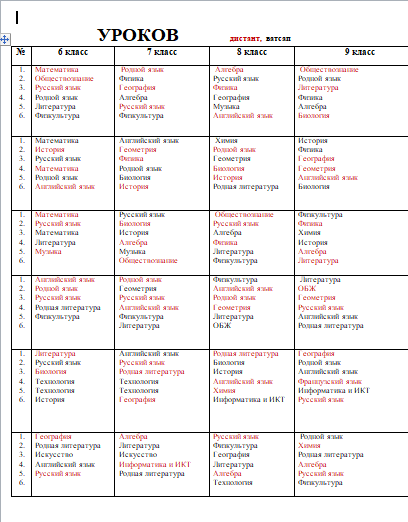 УРОКОВ дистант, ватсап
№ 6 класс 7 класс 8 класс 9 класс
1. Математика Родной язык Алгебра Обществознание
2. Обществознание Физика Русский язык Родной язык
3. Русский язык География Физика Литература
4. Родной язык Алгебра География Физика
5. Литература Русский язык Музыка Алгебра
6. Физкультура Физкультура Английский язык Биология
1. Математика Английский язык Химия История
2. История Геометрия Родной язык Физика
3. Русский язык Физика Геометрия География
4. Математика Родной язык Биология Геометрия
5. Родной язык Биология История Английский язык
6. Английский язык История Родная литература Биология
1. Математика Русский язык Обществознание Физкультура
2. Русский язык Биология Русский язык Физика
3. Математика История Алгебра Химия
4. Литература Алгебра Физика История
5. Музыка Музыка Литература Алгебра
6. Обществознание Физкультура Литература
1. Английский язык Родной язык Физкультура Литература
2. Родной язык Геометрия Английский язык ОБЖ
3. Русский язык Русский язык Родной язык Геометрия
4. Родная литература Английский язык Геометрия Русский язык
5. Физкультура Физкультура Литература Английский язык
6. Литература ОБЖ Родная литература
1. Литература Английский язык Родная литература География
2. Русский язык Русский язык Биология Родной язык
3. Биология Родная литература История Английский язык
4. Технология Технология Английский язык Французский язык
5. Технология Технология Химия Информатика и ИКТ
6. История География Информатика и ИКТ Русский язык
1. География Алгебра Русский язык Родной язык
2. Родная литература Литература Физкультура Химия
3. Искусство Искусство География Родная литература
4. Английский язык Информатика и ИКТ Литература Алгебра
5. Русский язык Родная литература Алгебра Русский язык
6. Технология Физкультура